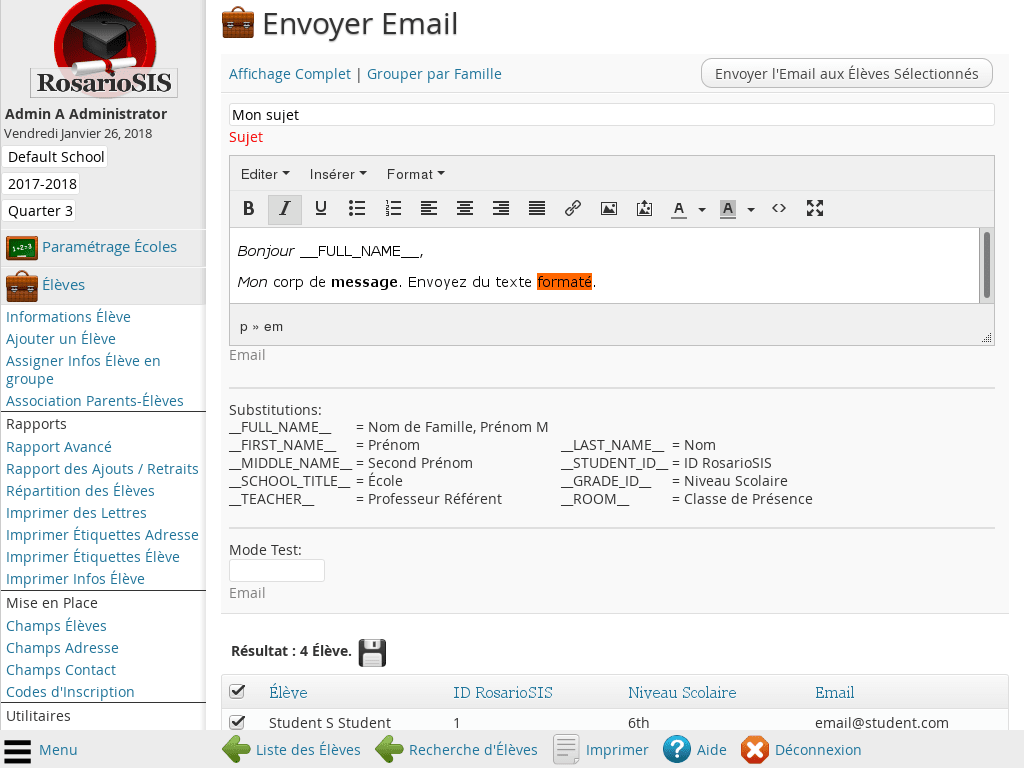 RosarioSIS
Admin A Administrator
Vendredi Janvier 26, 2018
Default School
2017-2018
Quarter 3
Paramétrage Écoles
Élèves
Informations Élève
Ajouter un Élève
Assigner Infos Élève en
groupe
Association Parents-Élèves
Rapports
Rapport Avancé
Rapport des Ajouts / Retraits
Répartition des Élèves
Imprimer des Lettres
Imprimer Étiquettes Adresse
Imprimer Étiquettes Élève
Imprimer Infos Élève
Mise en Place
Champs Élèves
Champs Adresse
Champs Contact
Codes d'Inscription
Utilitaires
Envoyer Email
Affichage Complet | Grouper par Famille
Envoyer l'Email aux Élèves Sélectionnés
Mon sujet
Sujet
Editer Insérer Format
B I U A A <>
Bonjour __FULL_NAME__,
Mon corp de message. Envoyez du texte formaté.
p » em
Email
Substitutions:
__FULL_NAME__ = Nom de Famille, Prénom M
__FIRST_NAME__ = Prénom __LAST_NAME__ = Nom
__MIDDLE_NAME__ = Second Prénom __STUDENT_ID__ = ID RosarioSIS
__SCHOOL_TITLE__ = École __GRADE_ID__ = Niveau Scolaire
__TEACHER__ = Professeur Référent __ROOM__ = Classe de Présence
Mode Test:
Email
Résultat : 4 Élève.
Élève ID RosarioSIS Niveau Scolaire Email
Student S Student 1 6th email@student.com
Menu Liste des Élèves Recherche d'Élèves Imprimer Aide Déconnexion